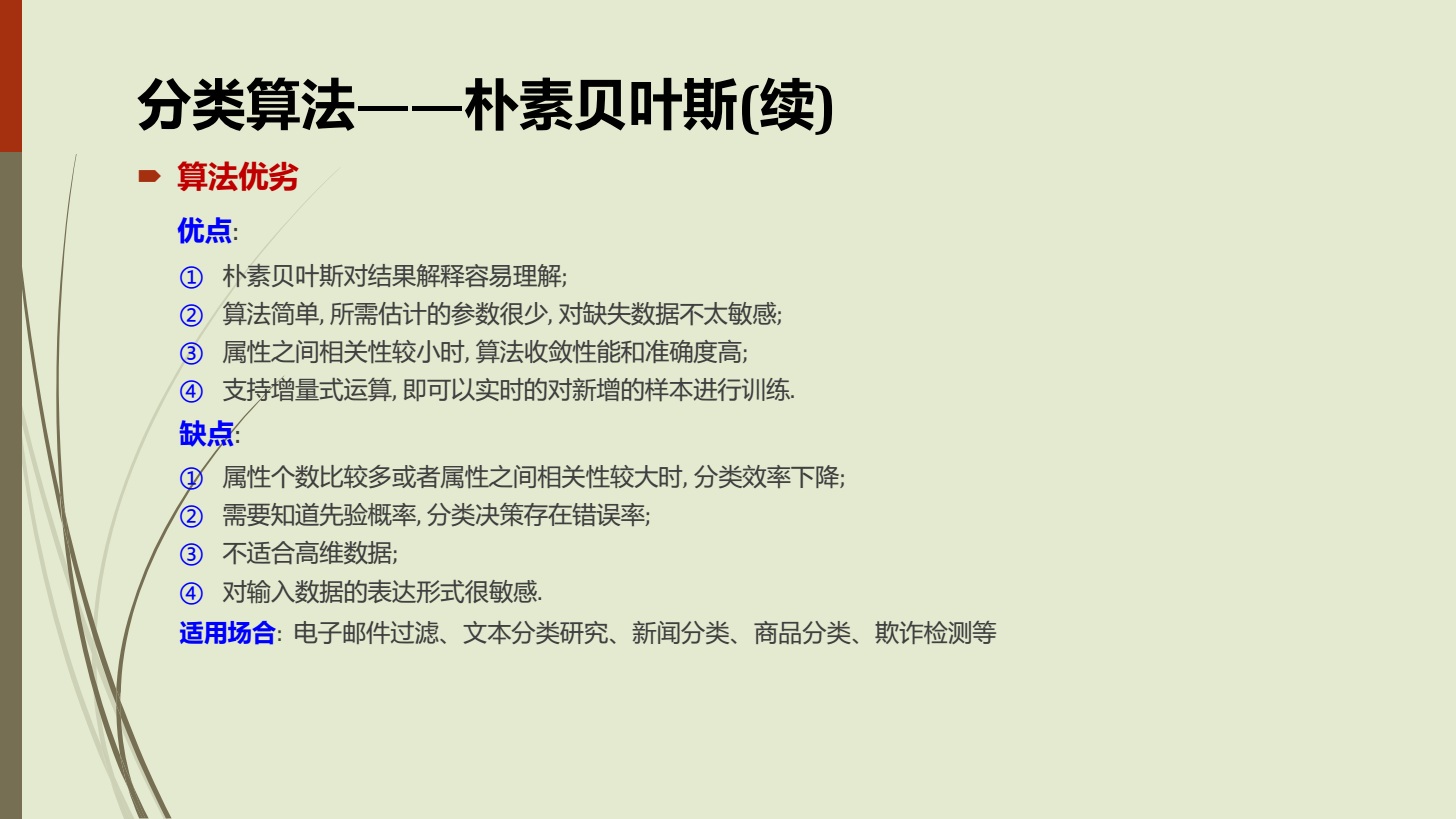 分类算法——朴素贝叶斯(续)
算法优劣
优点:
① 朴素贝叶斯对结果解释容易理解;
② 算法简单, 所需估计的参数很少, 对缺失数据不太敏感;
③ 属性之间相关性较小时, 算法收敛性能和准确度高;
④ 支持增量式运算, 即可以实时的对新增的样本进行训练.
缺点:
① 属性个数比较多或者属性之间相关性较大时, 分类效率下降;
② 需要知道先验概率, 分类决策存在错误率;
③ 不适合高维数据;
④ 对输入数据的表达形式很敏感.
适用场合: 电子邮件过滤、文本分类研究、新闻分类、商品分类、欺诈检测等